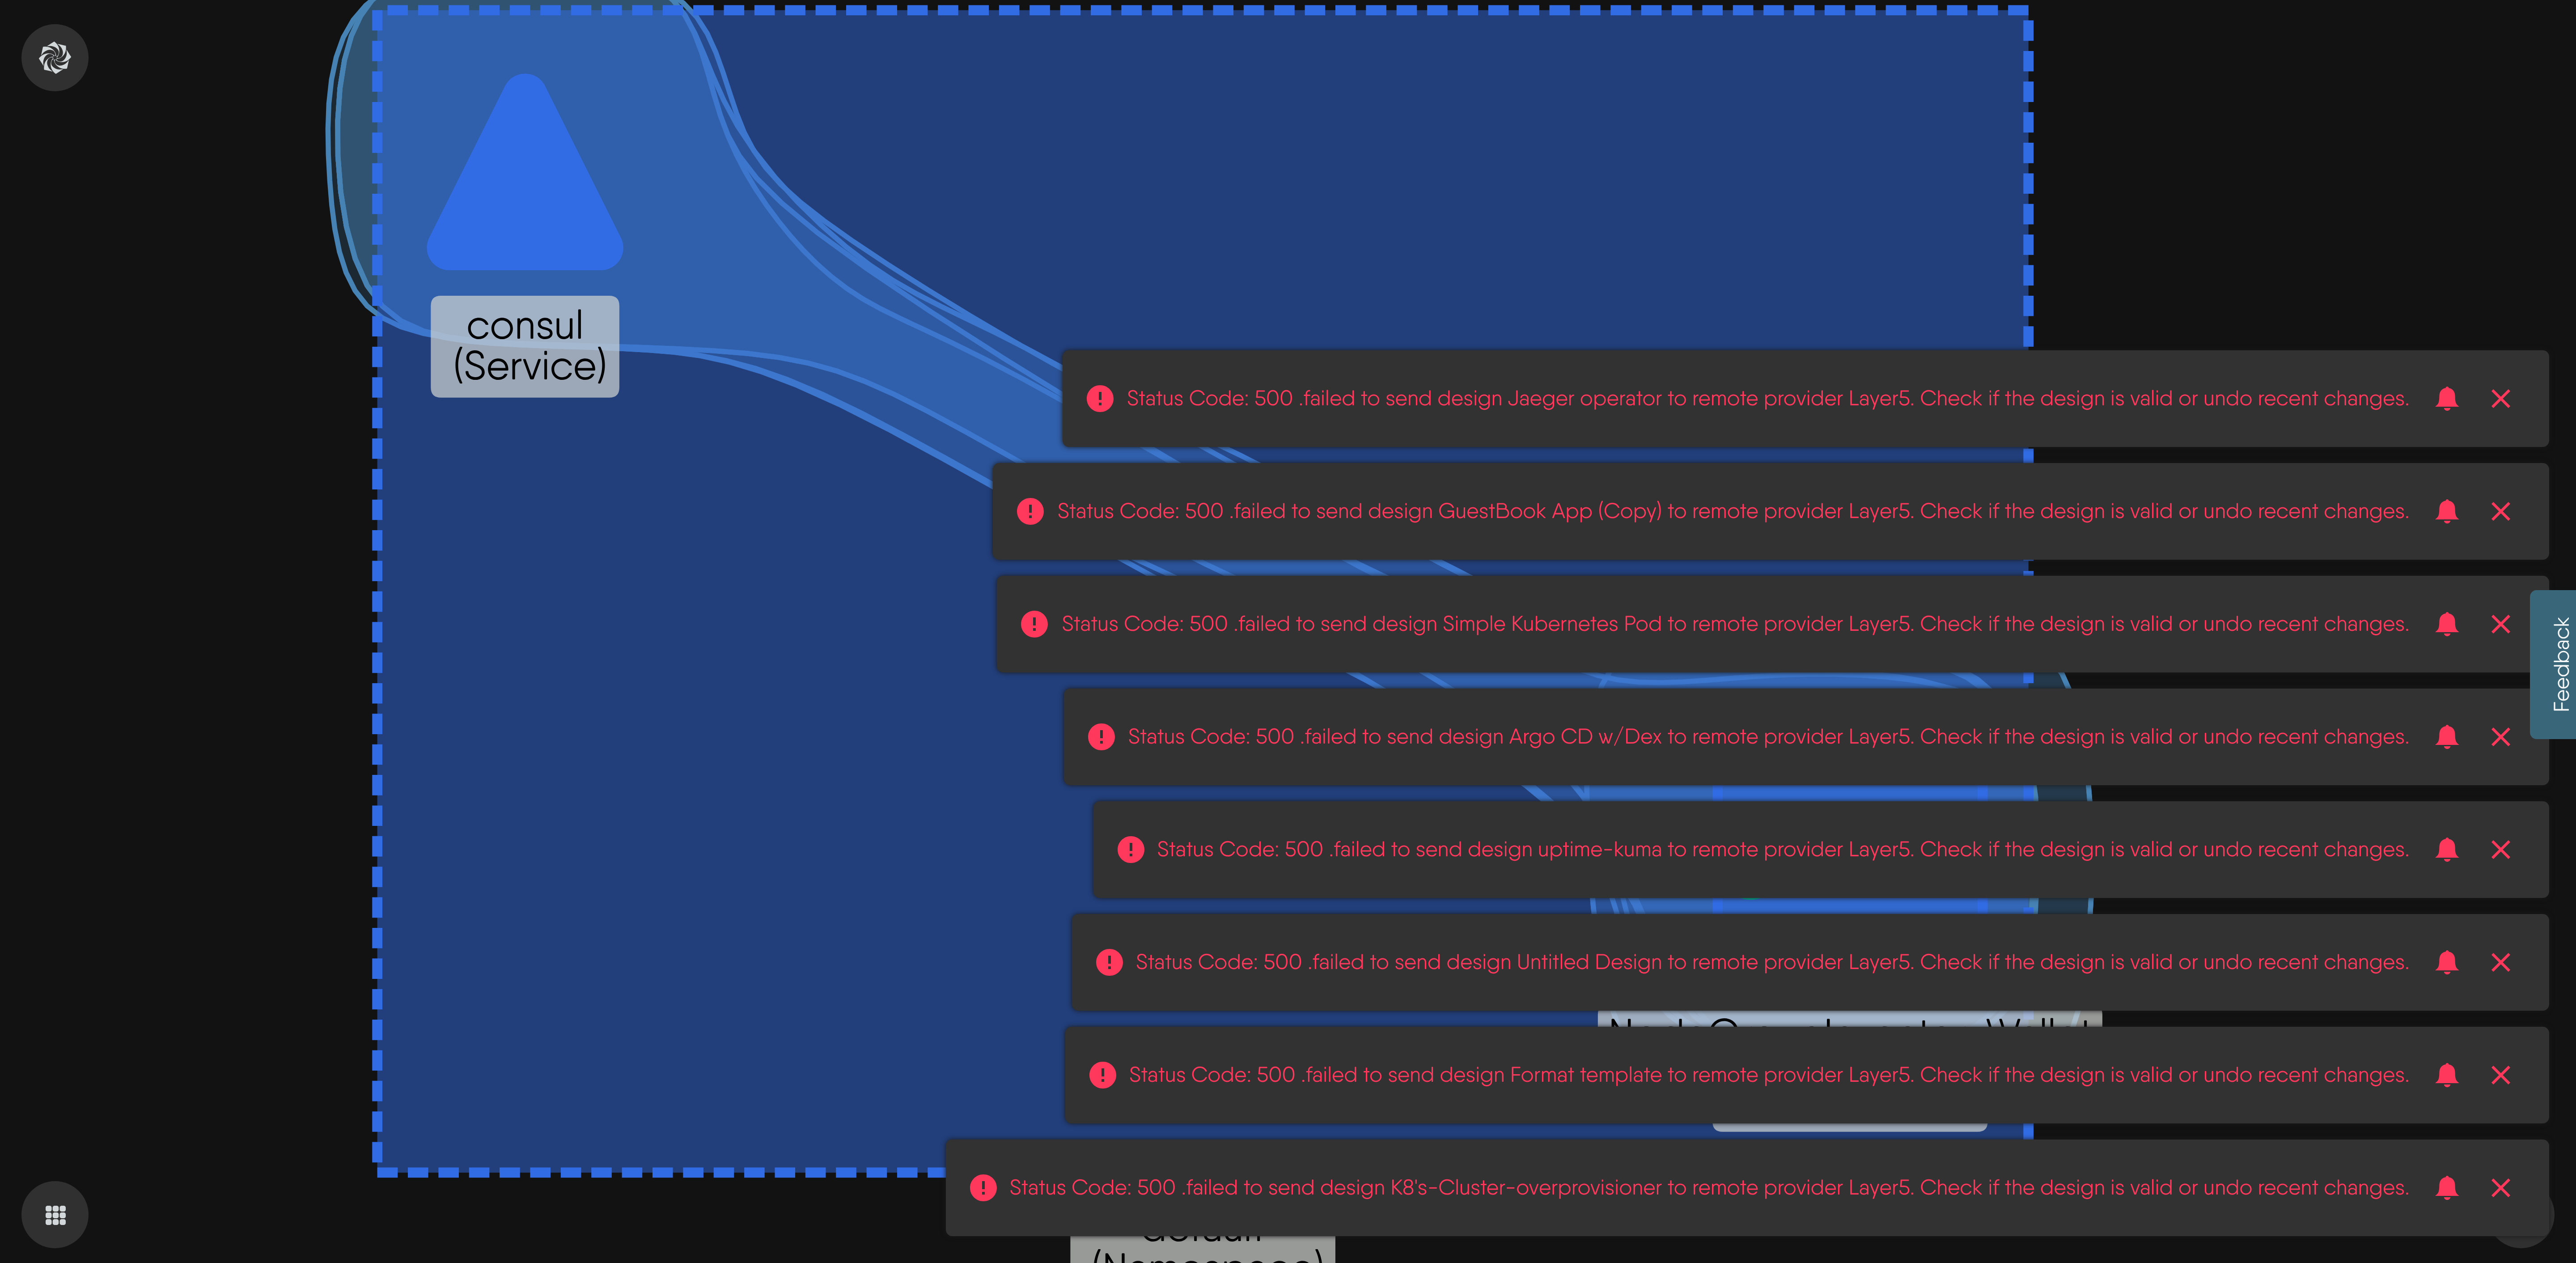 consul
(Service)
Status Code: 500 .failed to send design Jaeger operator to remote provider Layer5. Check if the design is valid or undo recent changes.
Status Code: 500 .failed to send design GuestBook App (Copy) to remote provider Layer5. Check if the design is valid or undo recent changes.
Status Code: 500 .failed to send design Simple Kubernetes Pod to remote provider Layer5. Check if the design is valid or undo recent changes.
Feedback
Status Code: 500 .failed to send design Argo CD w/Dex to remote provider Layer5. Check if the design is valid or undo recent changes.
Status Code: 500 .failed to send design uptime-kuma to remote provider Layer5. Check if the design is valid or undo recent changes.
Status Code: 500 .failed to send design Untitled Design to remote provider Layer5. Check if the design is valid or undo recent changes.
Status Code: 500 .failed to send design Format template to remote provider Layer5. Check if the design is valid or undo recent changes.
Status Code: 500 .failed to send design K8's-Cluster-overprovisioner to remote provider Layer5. Check if the design is valid or undo recent changes.
(Namespace)